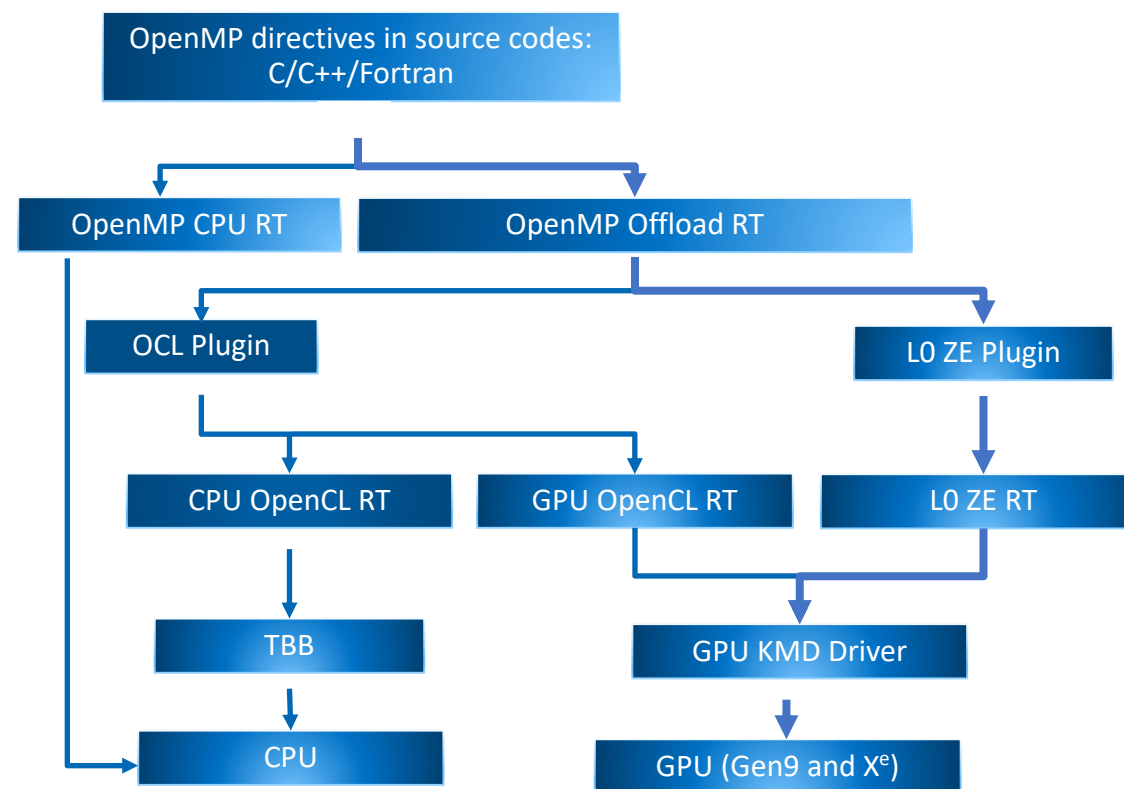 OpenMP directives in source codes:
C/C++/Fortran
OpenMP CPU RT
OpenMP Offload RT
OCL Plugin
L0 ZE Plugin
CPU OpenCL RT
GPU OpenCL RT
L0 ZE RT
TBB
GPU KMD Driver
CPU
GPU (Gen9 and Xᵉ)